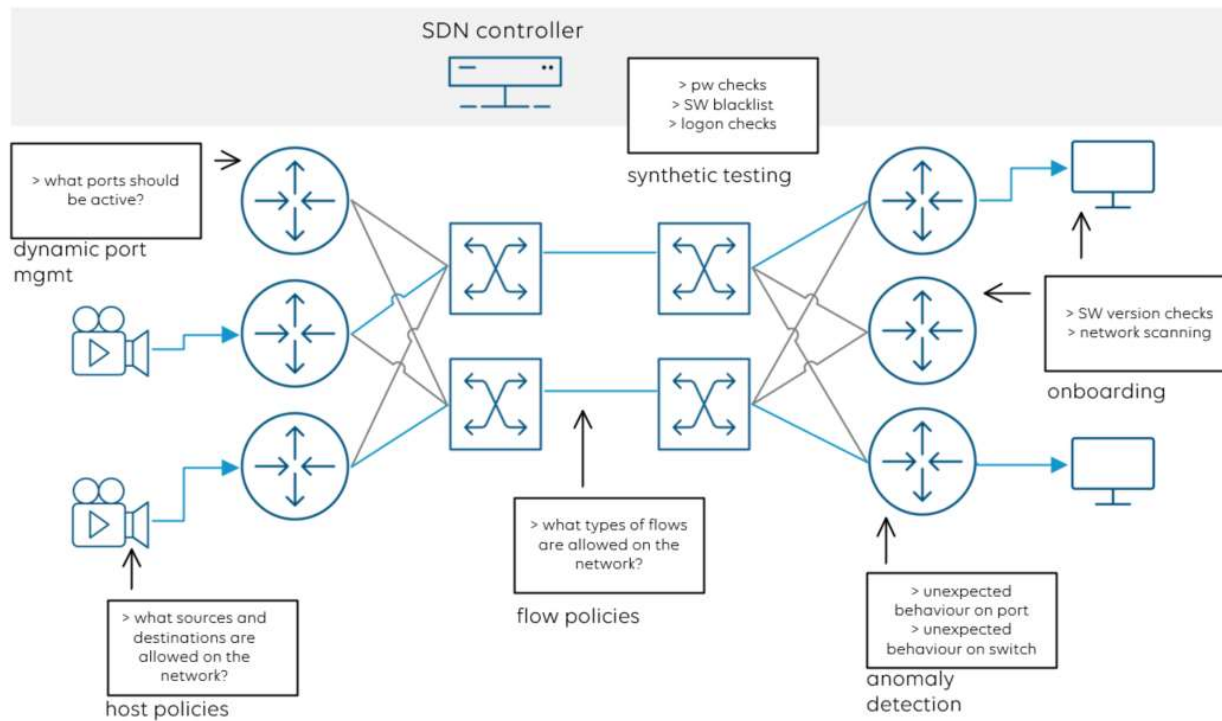 SDN controller
> pw checks
> SW blacklist
> logon checks
synthetic testing
> what ports should
be active?
dynamic port
mgmt
> SW version checks
> network scanning
onboarding
> what types of flows
are allowed on the
network?
flow policies
> what sources and
destinations are
allowed on the
network?
host policies
> unexpected
behaviour on port
> unexpected
behaviour on switch
anomaly
detection